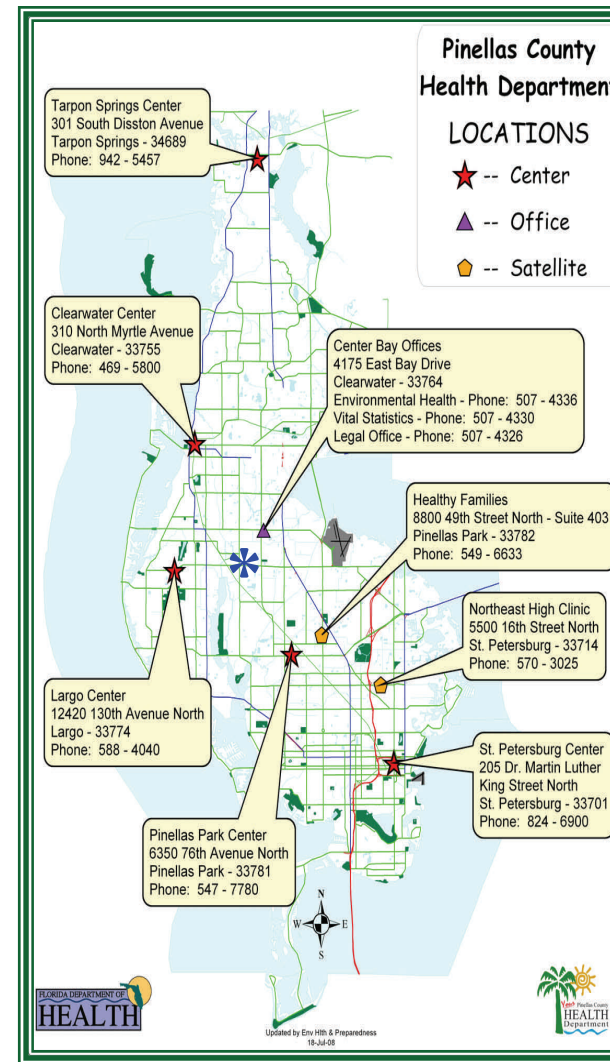 Pinellas County
Health Department
LOCATIONS
-- Center
-- Office
-- Satellite
Tarpon Springs Center
301 South Disston Avenue
Tarpon Springs - 34689
Phone: 942 - 5457
Clearwater Center
310 North Myrtle Avenue
Clearwater - 33755
Phone: 469 - 5800
Center Bay Offices
4175 East Bay Drive
Clearwater - 33764
Environmental Health - Phone: 507 - 4336
Vital Statistics - Phone: 507 - 4330
Legal Office - Phone: 507 - 4326
Healthy Families
8800 49th Street North - Suite 403
Pinellas Park - 33782
Phone: 549 - 6633
Northeast High Clinic
5500 16th Street North
St. Petersburg - 33714
Phone: 570 - 3025
Largo Center
12420 130th Avenue North
Largo - 33774
Phone: 588 - 4040
St. Petersburg Center
205 Dr. Martin Luther
King Street North
St. Petersburg - 33701
Phone: 824 - 6900
Pinellas Park Center
6350 76th Avenue North
Pinellas Park - 33781
Phone: 547 - 7780
N
W E
S
FLORIDA DEPARTMENT OF
HEALTH
Updated by Env Hlth & Preparedness
18-Jul-08
Your Pinellas County
HEALTH
Department